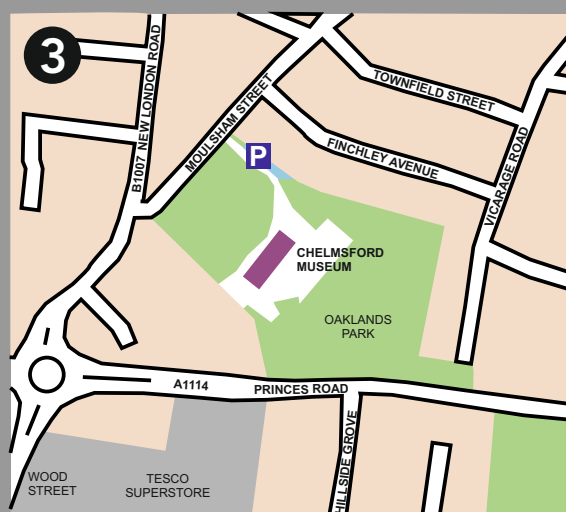 3
B1007 NEW LONDON ROAD
MOULSHAM STREET
TOWNFIELD STREET
FINCHLEY AVENUE
VICARAGE ROAD
P
CHELMSFORD
MUSEUM
OAKLANDS
PARK
A1114
PRINCES ROAD
HILLSIDE GROVE
WOOD
STREET
TESCO
SUPERSTORE